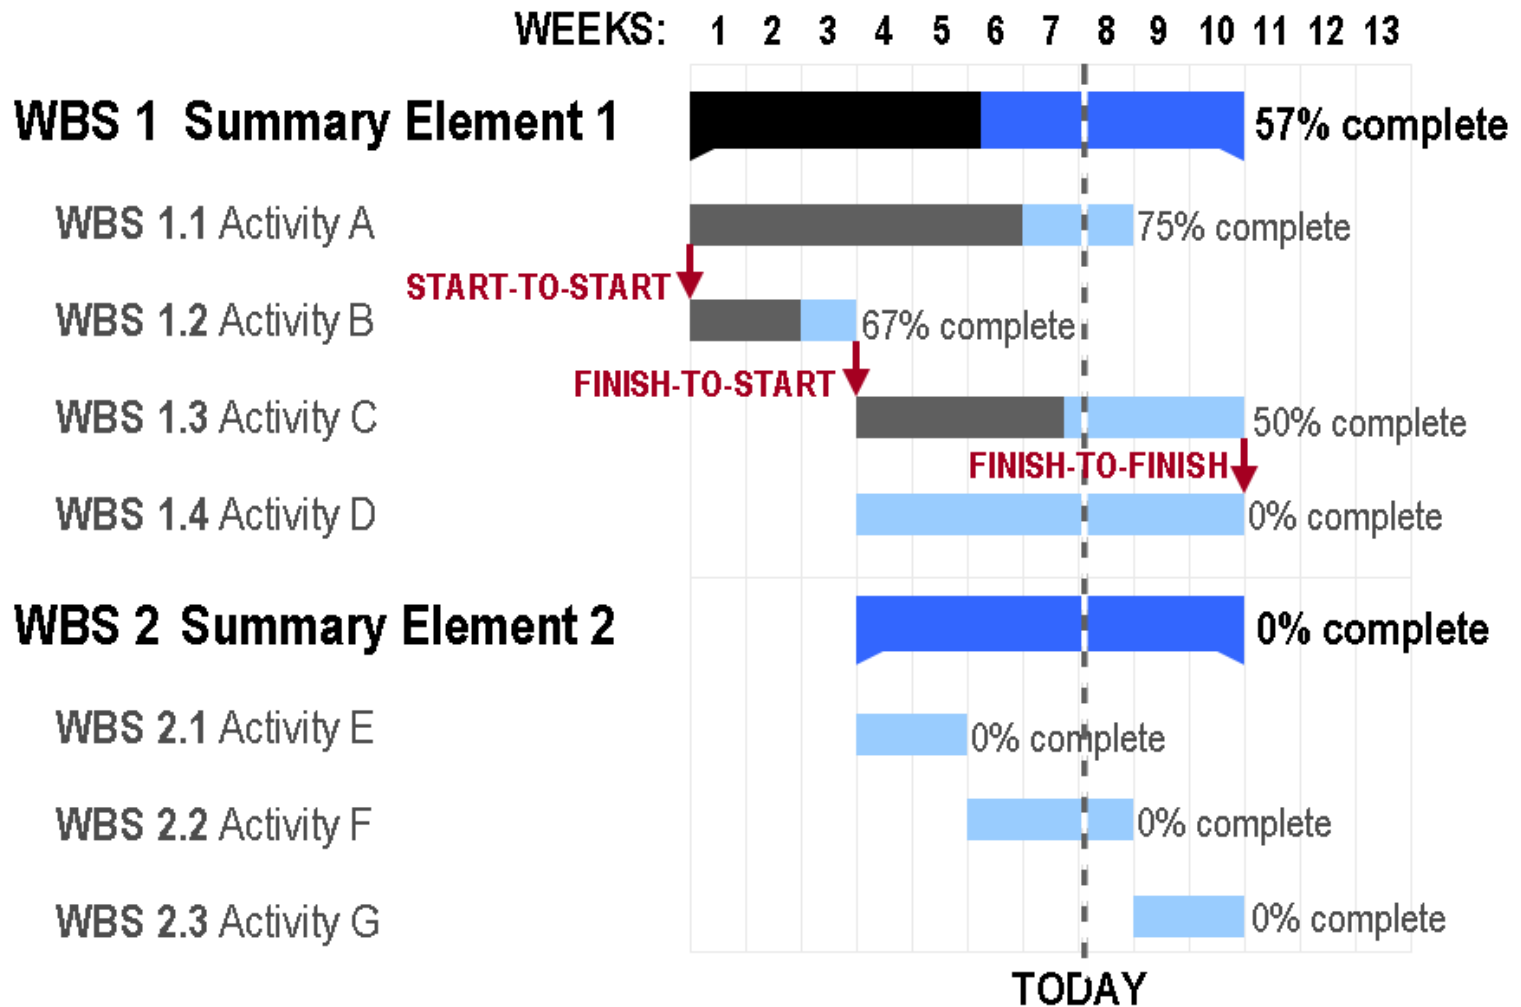 WEEKS: 1 2 3 4 5 6 7 8 9 10 11 12 13
WBS 1 Summary Element 1 57% complete
WBS 1.1 Activity A 75% complete
START-TO-START
WBS 1.2 Activity B 67% complete
FINISH-TO-START
WBS 1.3 Activity C 50% complete
FINISH-TO-FINISH
WBS 1.4 Activity D 0% complete
WBS 2 Summary Element 2 0% complete
WBS 2.1 Activity E 0% complete
WBS 2.2 Activity F 0% complete
WBS 2.3 Activity G 0% complete
TODAY